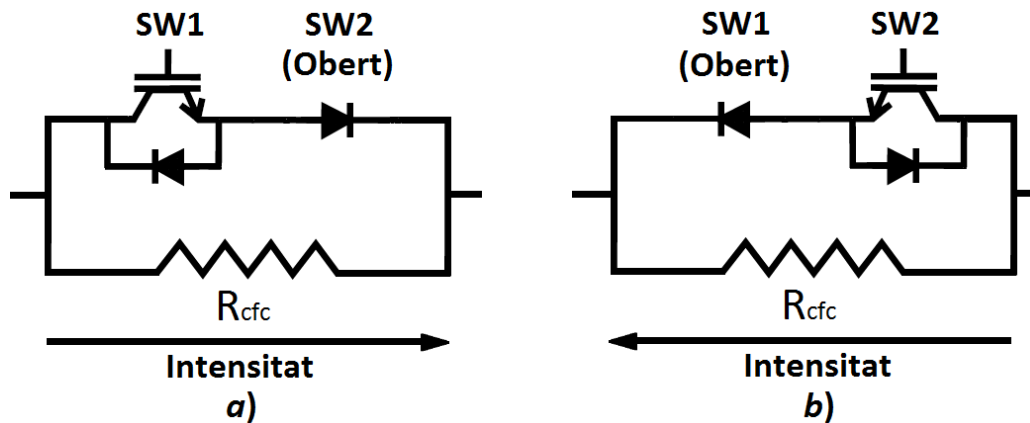 SW1
SW2
(Obert)
Rcfc
Intensitat
a)
SW1
(Obert)
SW2
Rcfc
Intensitat
b)